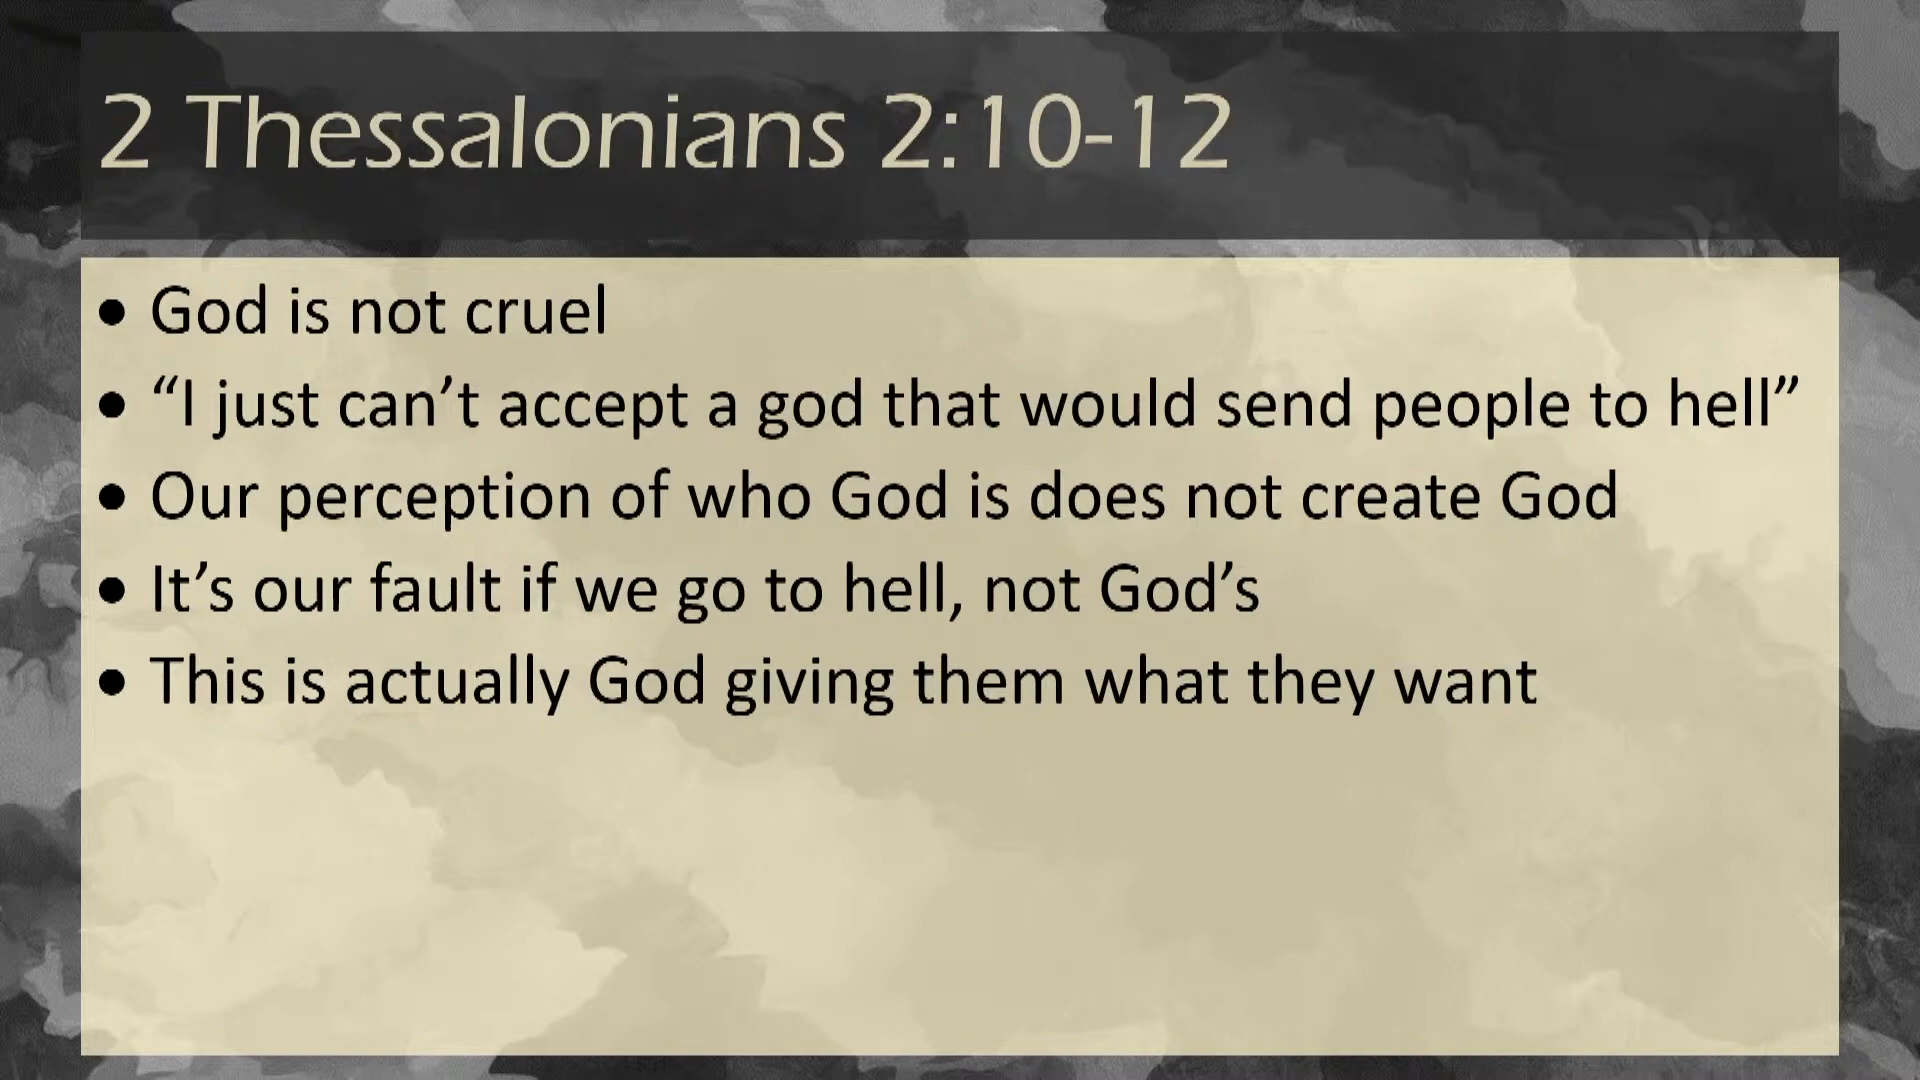 2 Thessalonians 2:10-12
• God is not cruel
• “I just can’t accept a god that would send people to hell”
• Our perception of who God is does not create God
• It’s our fault if we go to hell, not God’s
• This is actually God giving them what they want